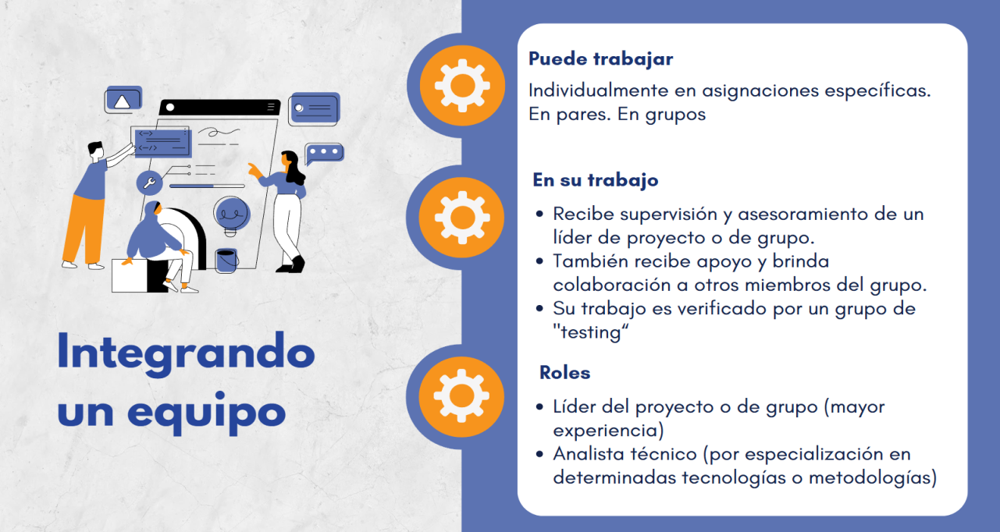 Integrando
un equipo
Puede trabajar
Individualmente en asignaciones específicas.
En pares. En grupos
En su trabajo
• Recibe supervisión y asesoramiento de un
líder de proyecto o de grupo.
• También recibe apoyo y brinda
colaboración a otros miembros del grupo.
• Su trabajo es verificado por un grupo de
"testing“
Roles
• Líder del proyecto o de grupo (mayor
experiencia)
• Analista técnico (por especialización en
determinadas tecnologías o metodologías)